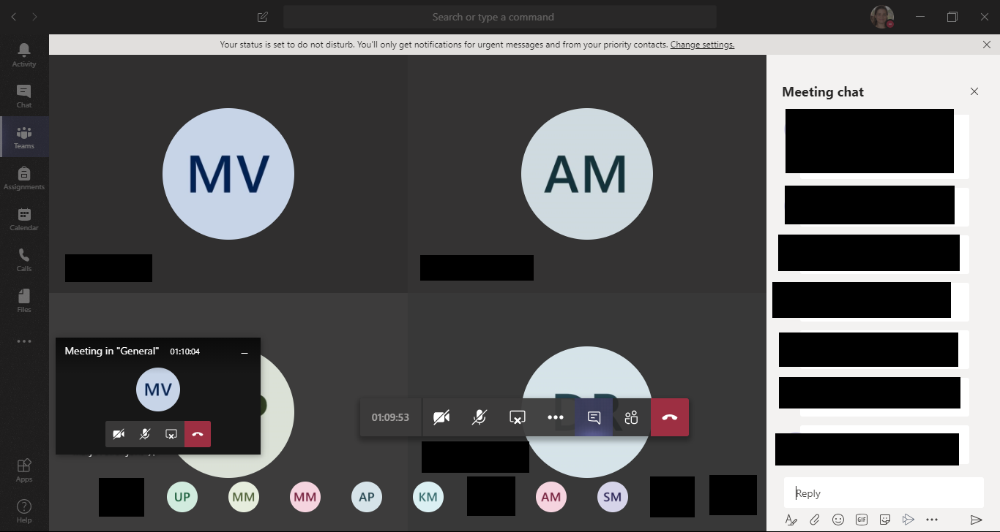 Search or type a command
Your status is set to do not disturb. You'll only get notifications for urgent messages and from your priority contacts. Change settings.
Activity
Chat
Teams
Assignments
Calendar
Calls
Files
Apps
Help
MV
AM
Meeting in "General" 01:10:04
MV
DR
01:09:53
UP
MM
MM
AP
KM
AM
SM
Meeting chat
Reply
GIF